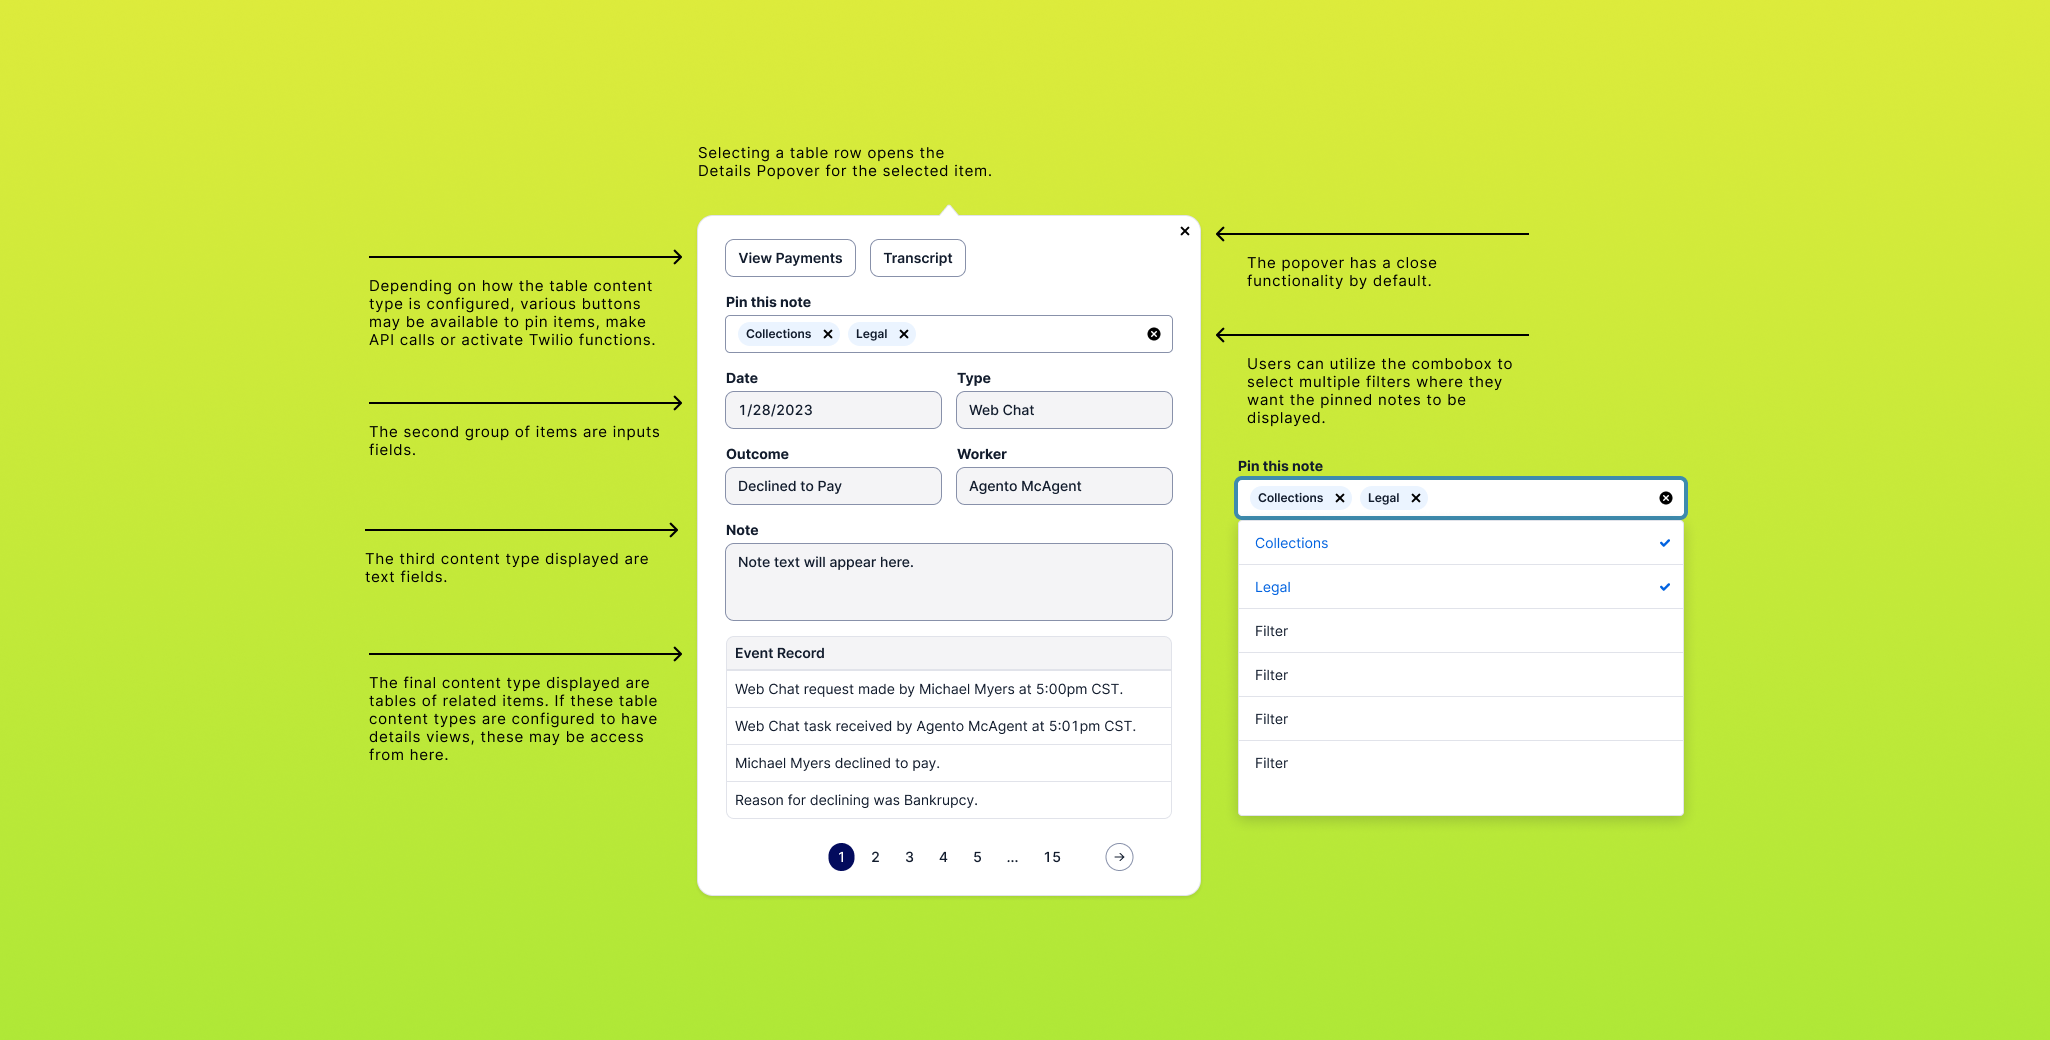 Selecting a table row opens the
Details Popover for the selected item.
Depending on how the table content
type is configured, various buttons
may be available to pin items, make
API calls or activate Twilio functions.
The second group of items are inputs
fields.
The third content type displayed are
text fields.
The final content type displayed are
tables of related items. If these table
content types are configured to have
details views, these may be access
from here.
View Payments
Transcript
Pin this note
Collections
Legal
Date
Type
1/28/2023
Web Chat
Outcome
Worker
Declined to Pay
Agento McAgent
Note
Note text will appear here.
Event Record
Web Chat request made by Michael Myers at 5:00pm CST.
Web Chat task received by Agento McAgent at 5:01pm CST.
Michael Myers declined to pay.
Reason for declining was Bankrupcy.
1 2 3 4 5 ... 15
The popover has a close
functionality by default.
Users can utilize the combobox to
select multiple filters where they
want the pinned notes to be
displayed.
Pin this note
Collections
Legal
Collections
Legal
Filter
Filter
Filter
Filter